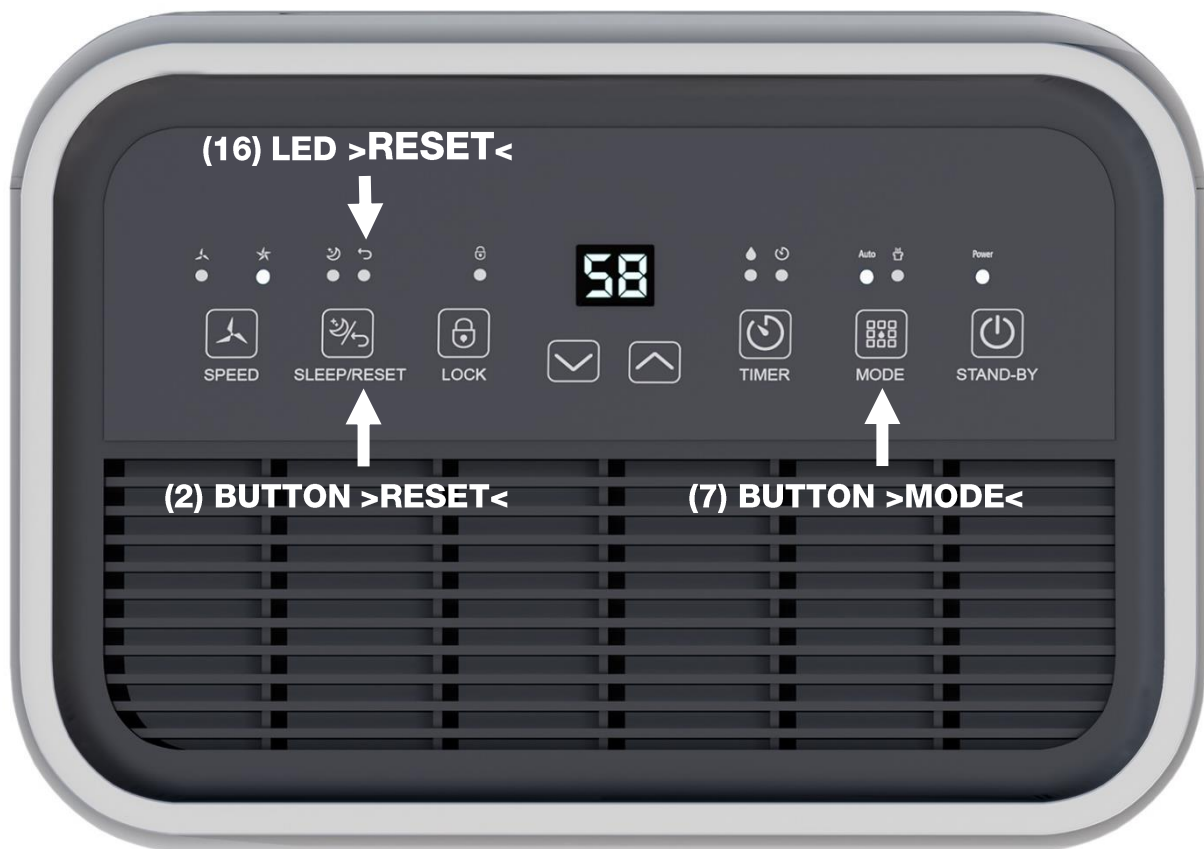 (16) LED >RESET<
Auto Power
58
SPEED SLEEP/RESET LOCK TIMER MODE STAND-BY
(2) BUTTON >RESET< (7) BUTTON >MODE<